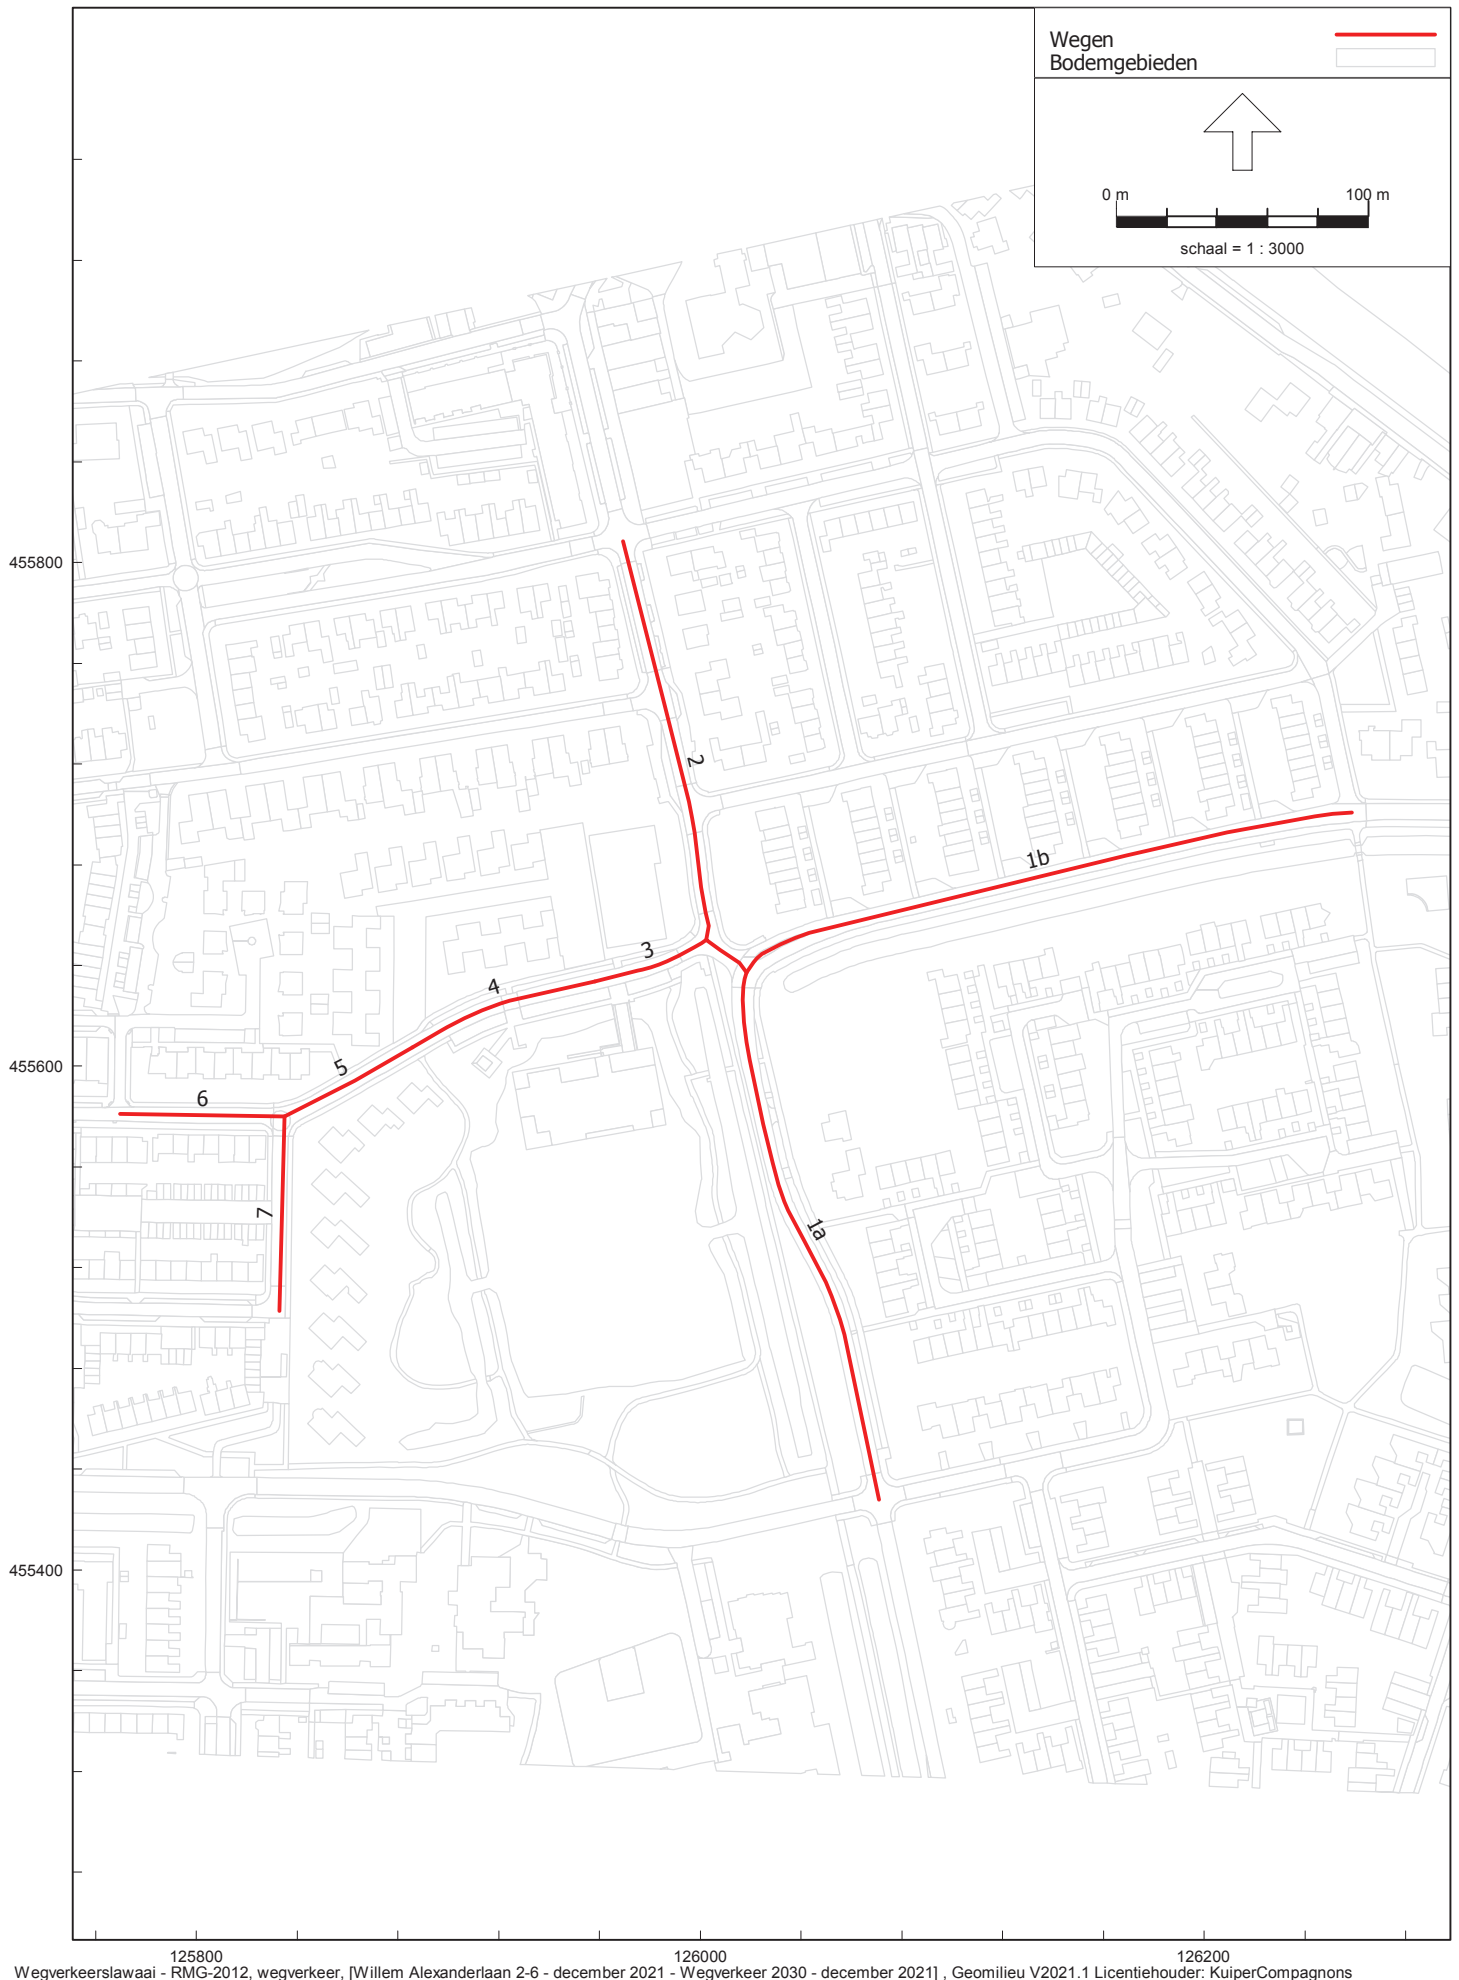 Wegen
Bodemgebieden
0 m 100 m
schaal = 1 : 3000
455800
2
1b
3
4
455600
5
6
7
1a
455400
125800 126000 126200
Wegverkeerslawaai - RMG-2012, wegverkeer, [Willem Alexanderlaan 2-6 - december 2021 - Wegverkeer 2030 - december 2021] , Geomilieu V2021.1 Licentiehouder: KuiperCompagnons